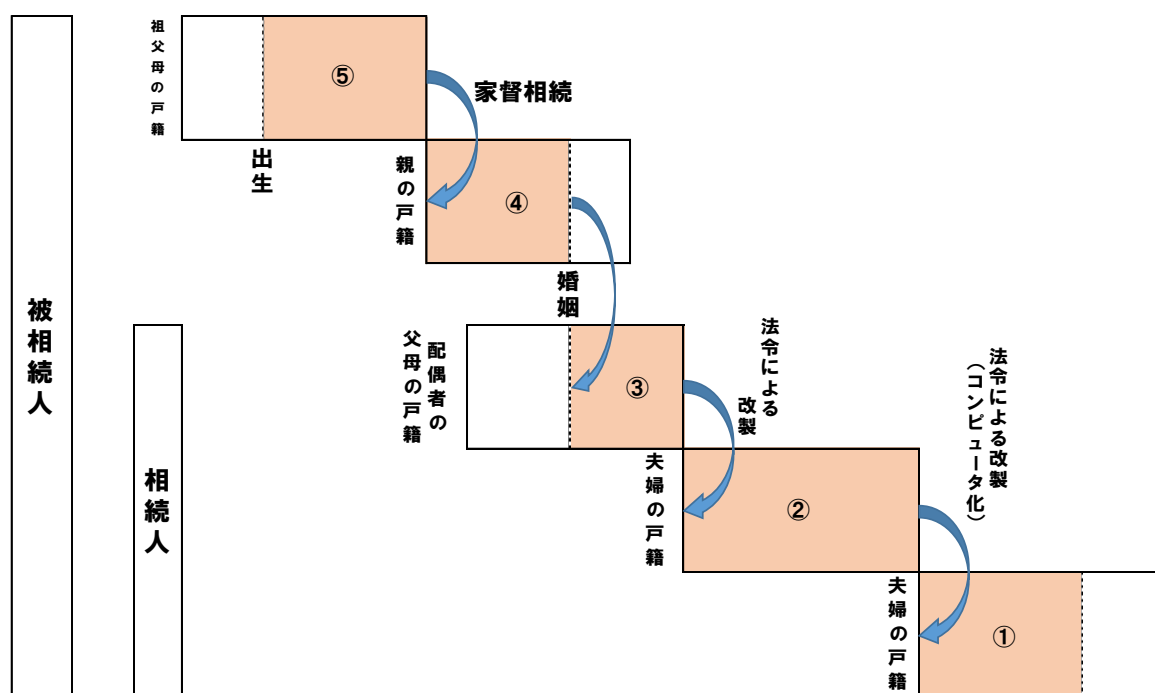 被相続人
相続人
祖父母の戸籍
⑤
出生
家督相続
親の戸籍
④
婚姻
配偶者の
父母の戸籍
③
法令による
改製
夫婦の戸籍
②
法令による改製
（コンピュータ化）
夫婦の戸籍
①